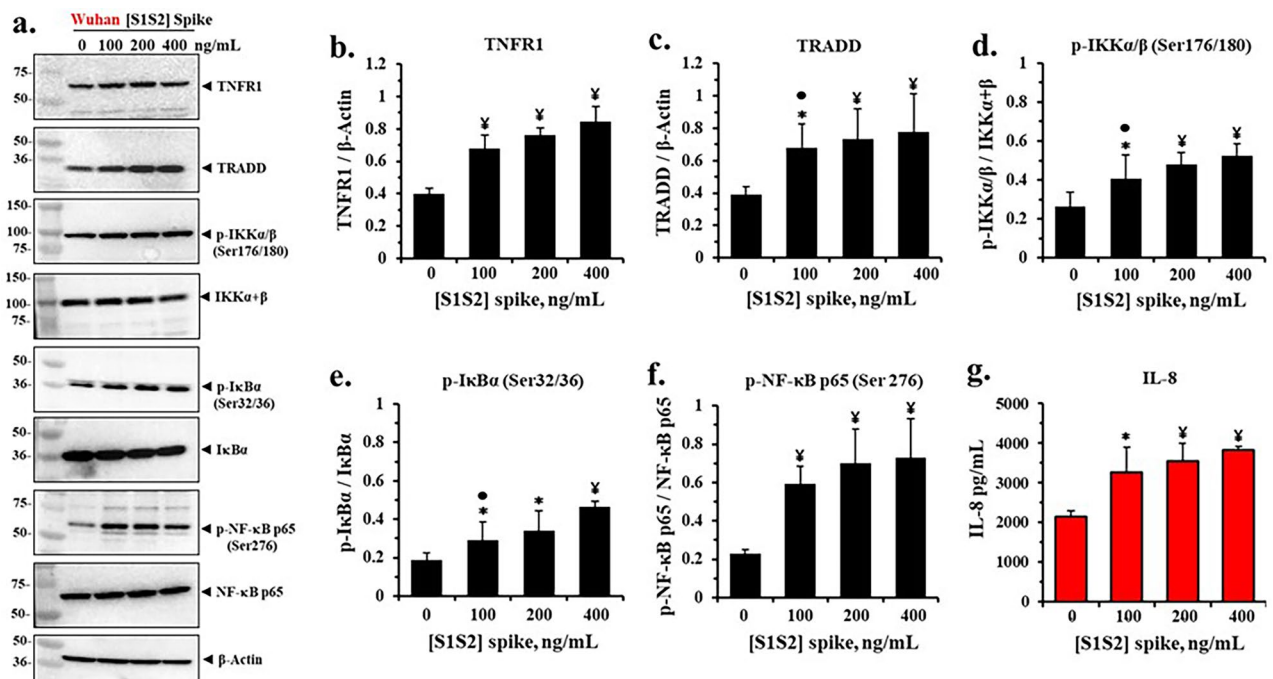 a.
Wuhan [S1S2] Spike
0 100 200 400 ng/mL
75-
50-
TNFR1
50-
36-
TRADD
150-
100-
75-
p-IKKα/β
(Ser176/180)
150-
100-
75-
IKKα+β
50-
36-
p-IκBα
(Ser32/36)
50-
36-
IκBα
75-
50-
p-NF-κB p65
(Ser276)
75-
50-
NF-κB p65
50-
36-
β-Actin
b.
TNFR1
TNFR1 / β-Actin
1.2
1
0.8
0.6
0.4
0.2
0
¥ ¥ ¥
0 100 200 400
[S1S2] spike, ng/mL
c.
TRADD
TRADD / β-Actin
1.2
1
0.8
0.6
0.4
0.2
0
●
* ¥ ¥
0 100 200 400
[S1S2] spike, ng/mL
d.
p-IKKα/β (Ser176/180)
p-IKKα/β / IKKα+β
1
0.8
0.6
0.4
0.2
0
●
* ¥ ¥
0 100 200 400
[S1S2] spike, ng/mL
e.
p-IκBα (Ser32/36)
p-IκBα / IκBα
1
0.8
0.6
0.4
0.2
0
●
* * ¥
0 100 200 400
[S1S2] spike, ng/mL
f.
p-NF-κB p65 (Ser 276)
p-NF-κB p65 / NF-κB p65
1
0.8
0.6
0.4
0.2
0
¥ ¥ ¥
0 100 200 400
[S1S2] spike, ng/mL
g.
IL-8
IL-8 pg/mL
5000
4000
3000
2000
1000
0
* ¥ ¥
0 100 200 400
[S1S2] spike, ng/mL